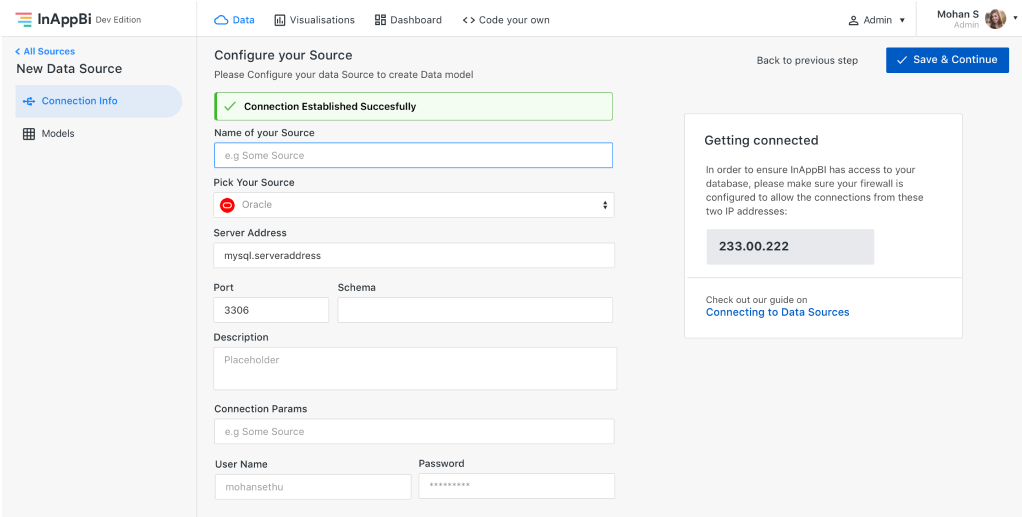 InAppBi Dev Edition
Data
Visualisations
Dashboard
<> Code your own
Admin
Mohan S
Admin
All Sources
New Data Source
Connection Info
Models
Configure your Source
Please Configure your data Source to create Data model
Back to previous step
Save & Continue
Connection Established Succesfully
Name of your Source
e.g Some Source
Pick Your Source
Oracle
Server Address
mysql.serveraddress
Port
Schema
3306
Description
Placeholder
Connection Params
e.g Some Source
User Name
Password
mohansethu
*********
Getting connected
In order to ensure InAppBI has access to your
database, please make sure your firewall is
configured to allow the connections from these
two IP addresses:
233.00.222
Check out our guide on
Connecting to Data Sources